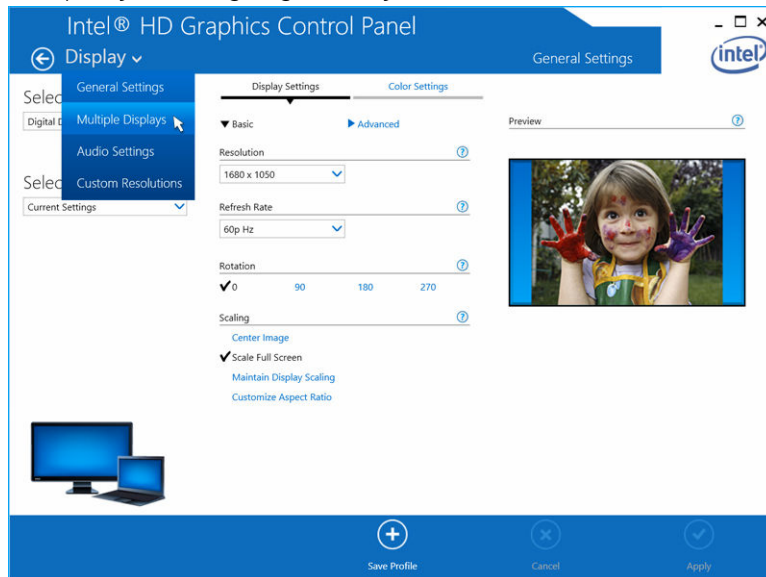 Intel® HD Graphics Control Panel
Display
General Settings
intel
General Settings
Multiple Displays
Audio Settings
Custom Resolutions
Selec
Digital D
Selec
Current Settings
Display Settings
Color Settings
Basic
Advanced
Resolution
1680 x 1050
Refresh Rate
60p Hz
Rotation
0 90 180 270
Scaling
Center Image
Scale Full Screen
Maintain Display Scaling
Customize Aspect Ratio
Preview
Save Profile
Cancel
Apply